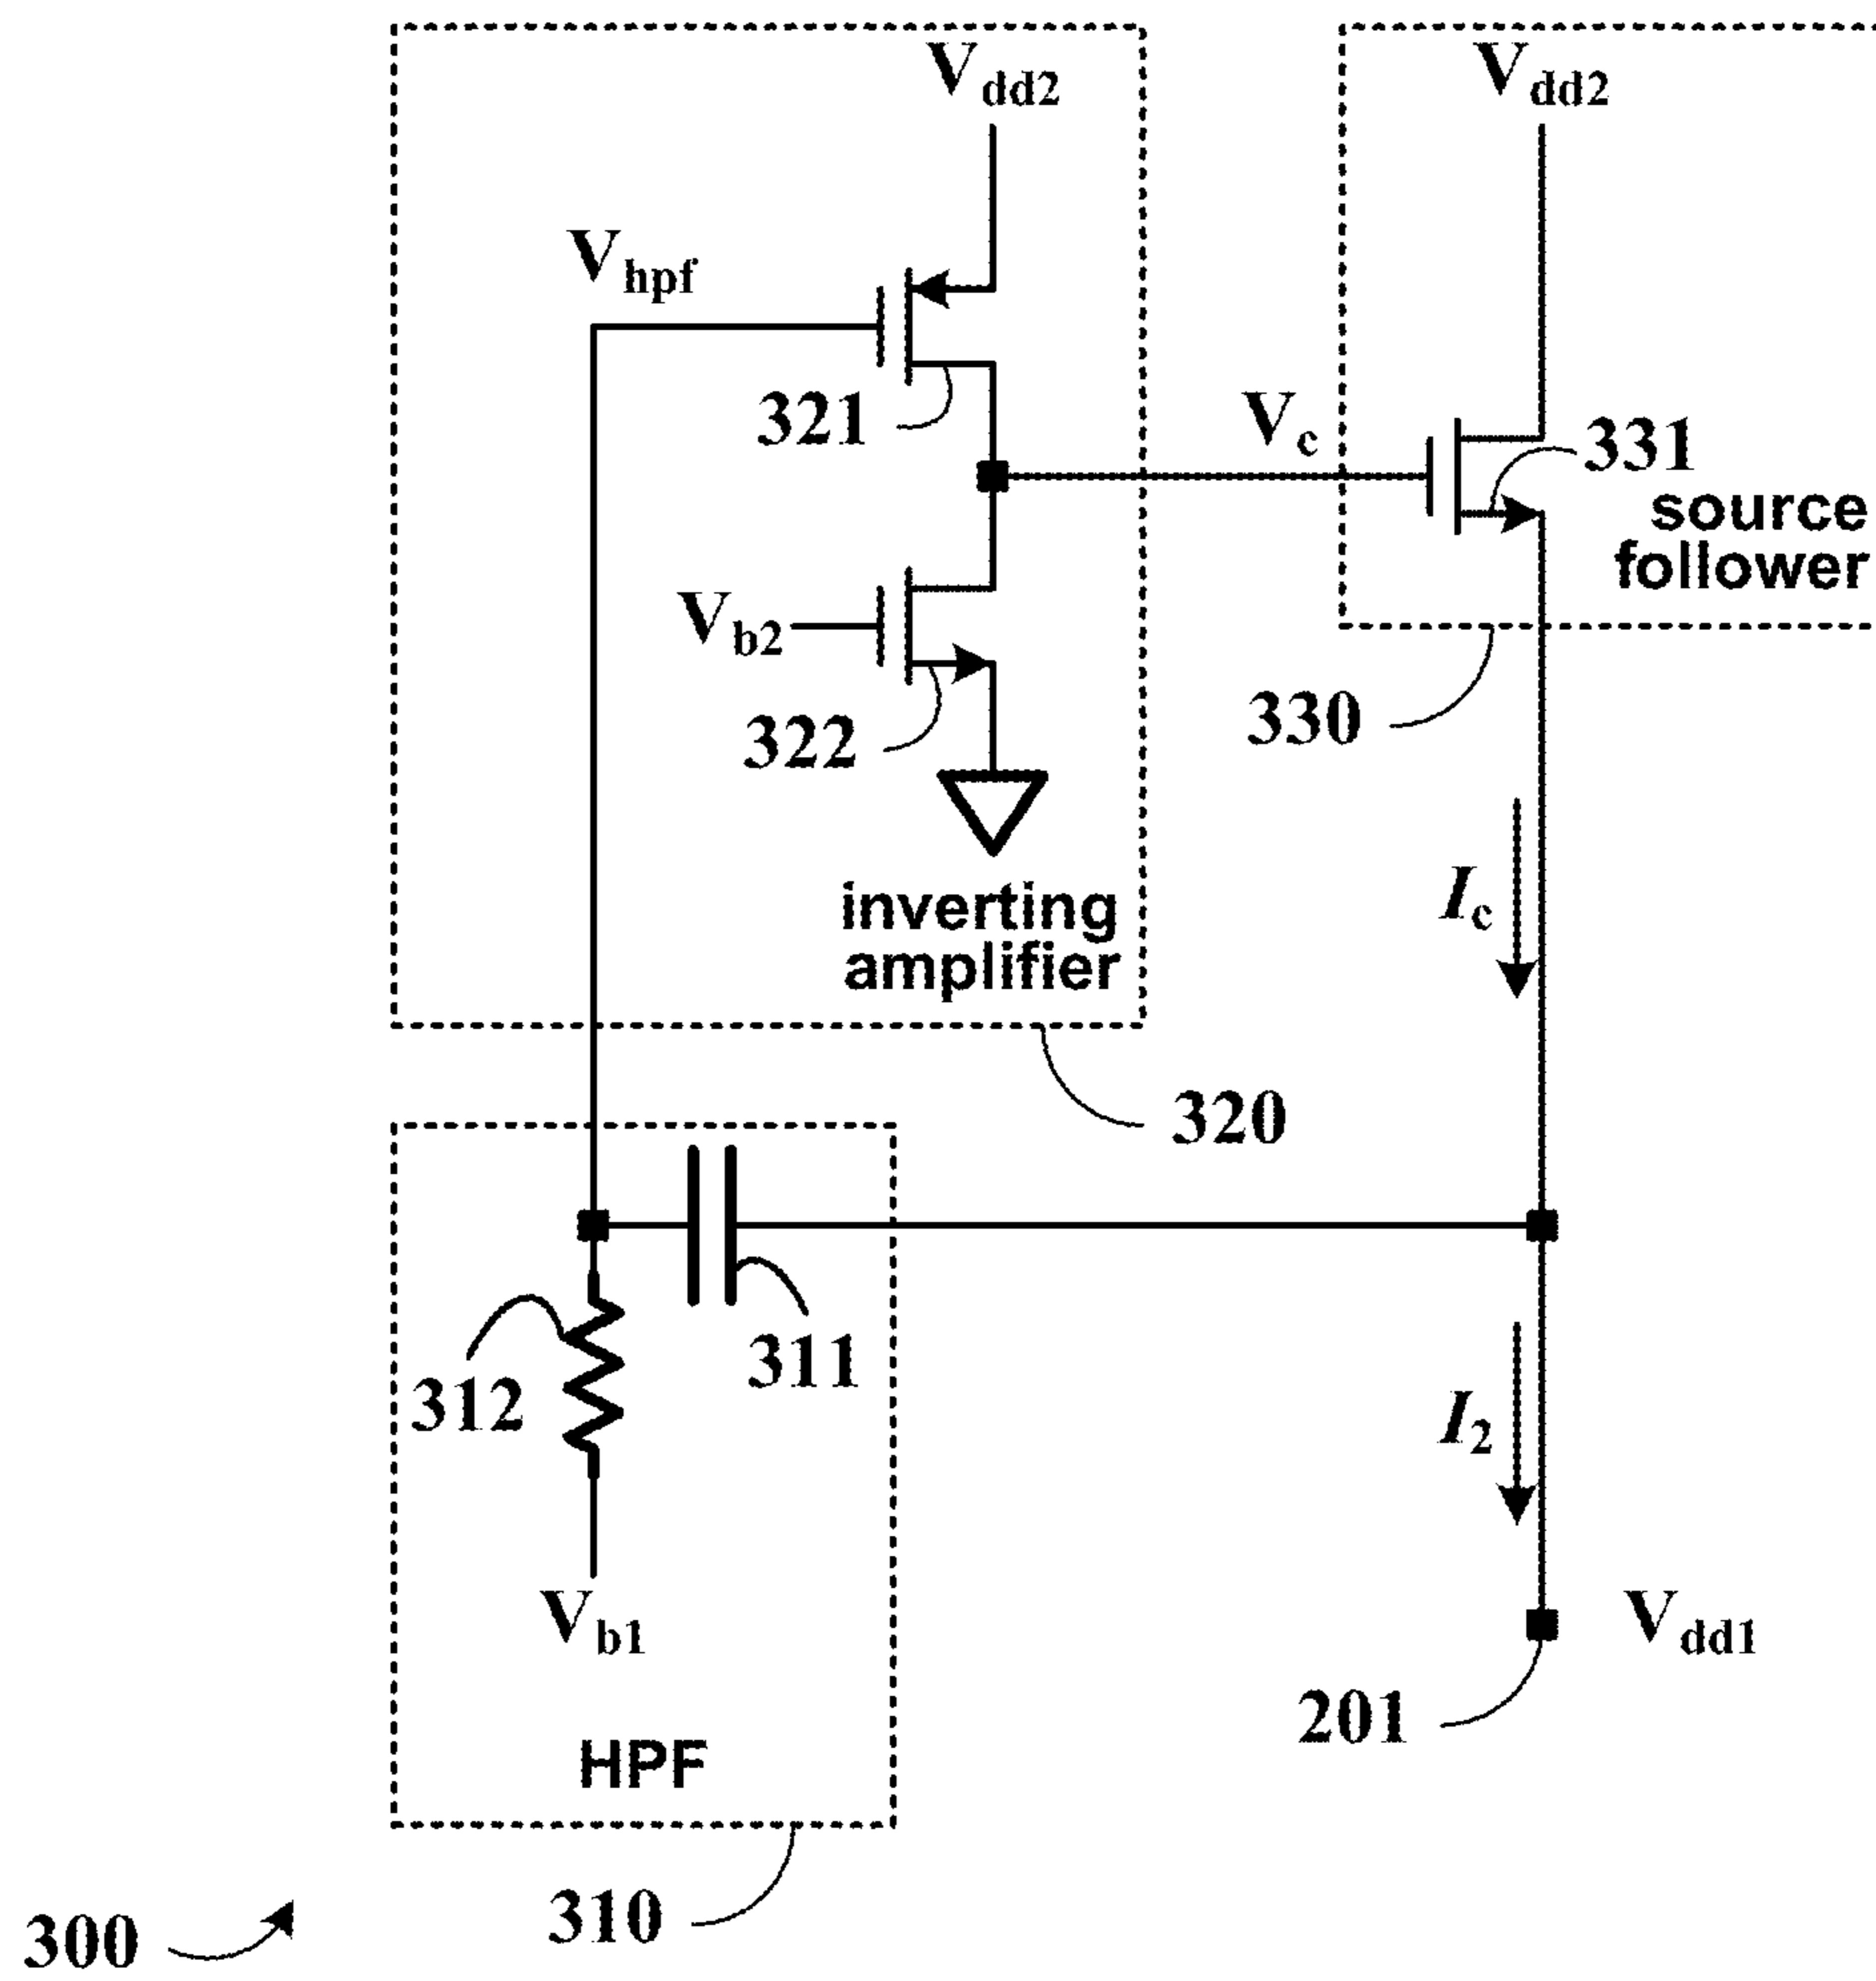 Vdd2
Vdd2
Vhpf
321
Vc
331
source
follower
Vb2
322
330
Ic
inverting
amplifier
320
311
312
I2
Vb1
Vdd1
201
HPF
310
300